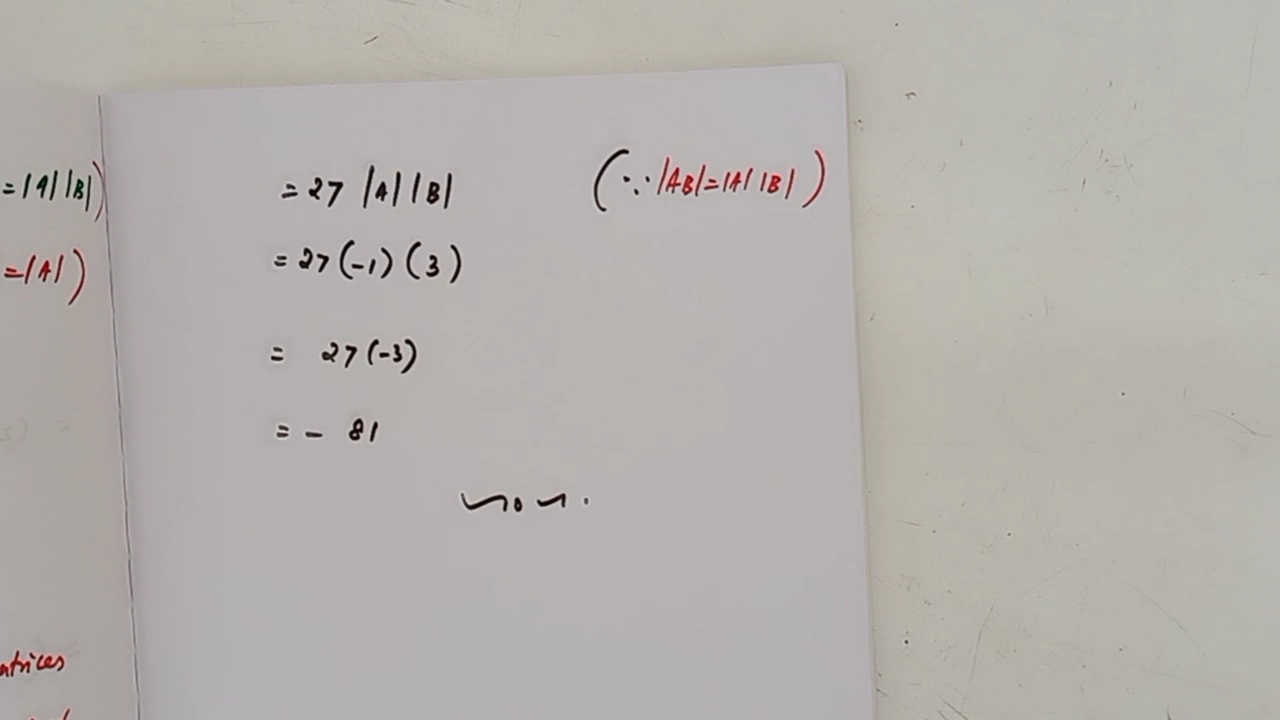 =|A| |B|)
=|A|)
atrices
= 27 |A| |B| (∵ |AB|=|A| |B|)
= 27 (-1) (3)
= 27 (-3)
= - 81